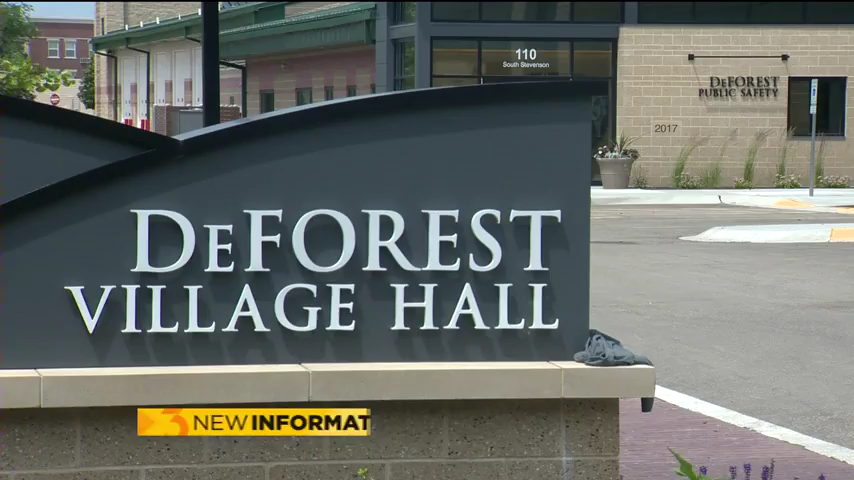 110
South Stevenson
DEFOREST
PUBLIC SAFETY
2017
DEFOREST
VILLAGE HALL
3 NEW INFORMAT